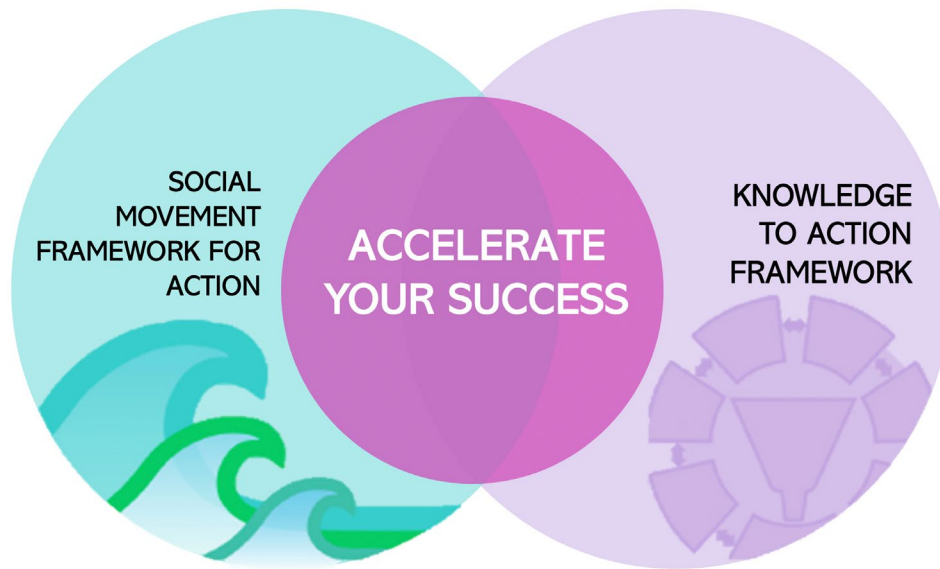 SOCIAL
MOVEMENT
FRAMEWORK FOR
ACTION
ACCELERATE
YOUR SUCCESS
KNOWLEDGE
TO ACTION
FRAMEWORK